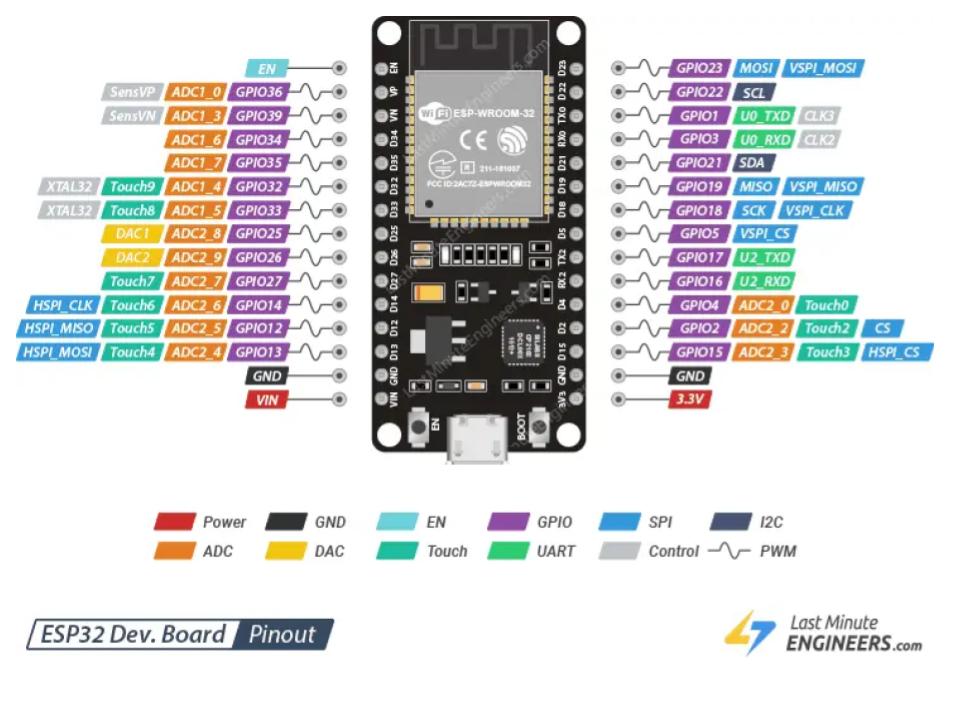 EN
SensVP ADC1_0 GPIO36
SensVN ADC1_3 GPIO39
ADC1_6 GPIO34
ADC1_7 GPIO35
XTAL32 Touch9 ADC1_4 GPIO32
XTAL32 Touch8 ADC1_5 GPIO33
DAC1 ADC2_8 GPIO25
DAC2 ADC2_9 GPIO26
Touch7 ADC2_7 GPIO27
HSPI_CLK Touch6 ADC2_6 GPIO14
HSPI_MISO Touch5 ADC2_5 GPIO12
HSPI_MOSI Touch4 ADC2_4 GPIO13
GND
VIN
EN
VP
VN
D34
D35
D32
D33
D25
D26
D27
D14
D12
D13
GND
VIN
WiFi ESP-WROOM-32
CE
R 211-161007
FCC ID:2AC7Z-ESPWROOM32
EN
BOOT
D23
D22
TX0
RX0
D21
D19
D18
D5
TX2
RX2
D4
D2
D15
GND
3V3
GPIO23 MOSI VSPI_MOSI
GPIO22 SCL
GPIO1 U0_TXD CLK3
GPIO3 U0_RXD CLK2
GPIO21 SDA
GPIO19 MISO VSPI_MISO
GPIO18 SCK VSPI_CLK
GPIO5 VSPI_CS
GPIO17 U2_TXD
GPIO16 U2_RXD
GPIO4 ADC2_0 Touch0
GPIO2 ADC2_2 Touch2 CS
GPIO15 ADC2_3 Touch3 HSPI_CS
GND
3.3V
Power GND EN GPIO SPI I2C
ADC DAC Touch UART Control PWM
ESP32 Dev. Board Pinout
Last Minute
ENGINEERS.com